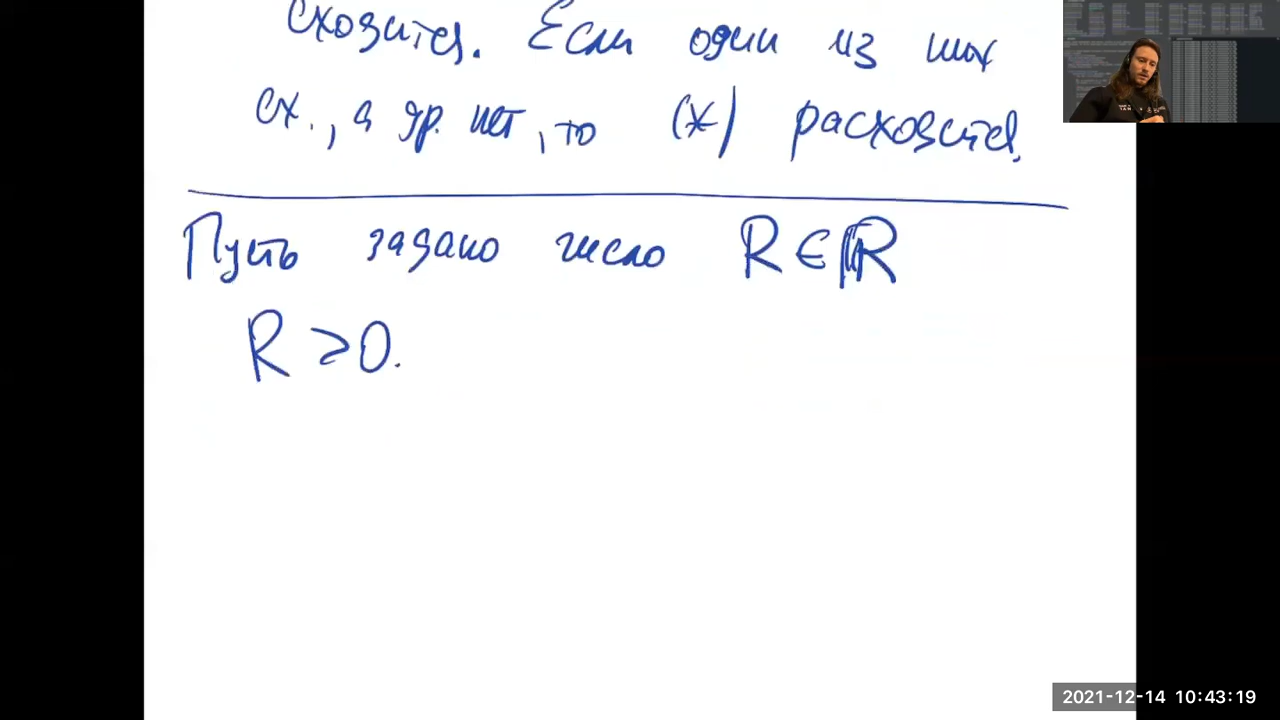 сходится. Если один из них
сх., а др. нет, то (*) расходится.
Пусть задано число R ∈ ℝ
R ≥ 0.
2021-12-14 10:43:19